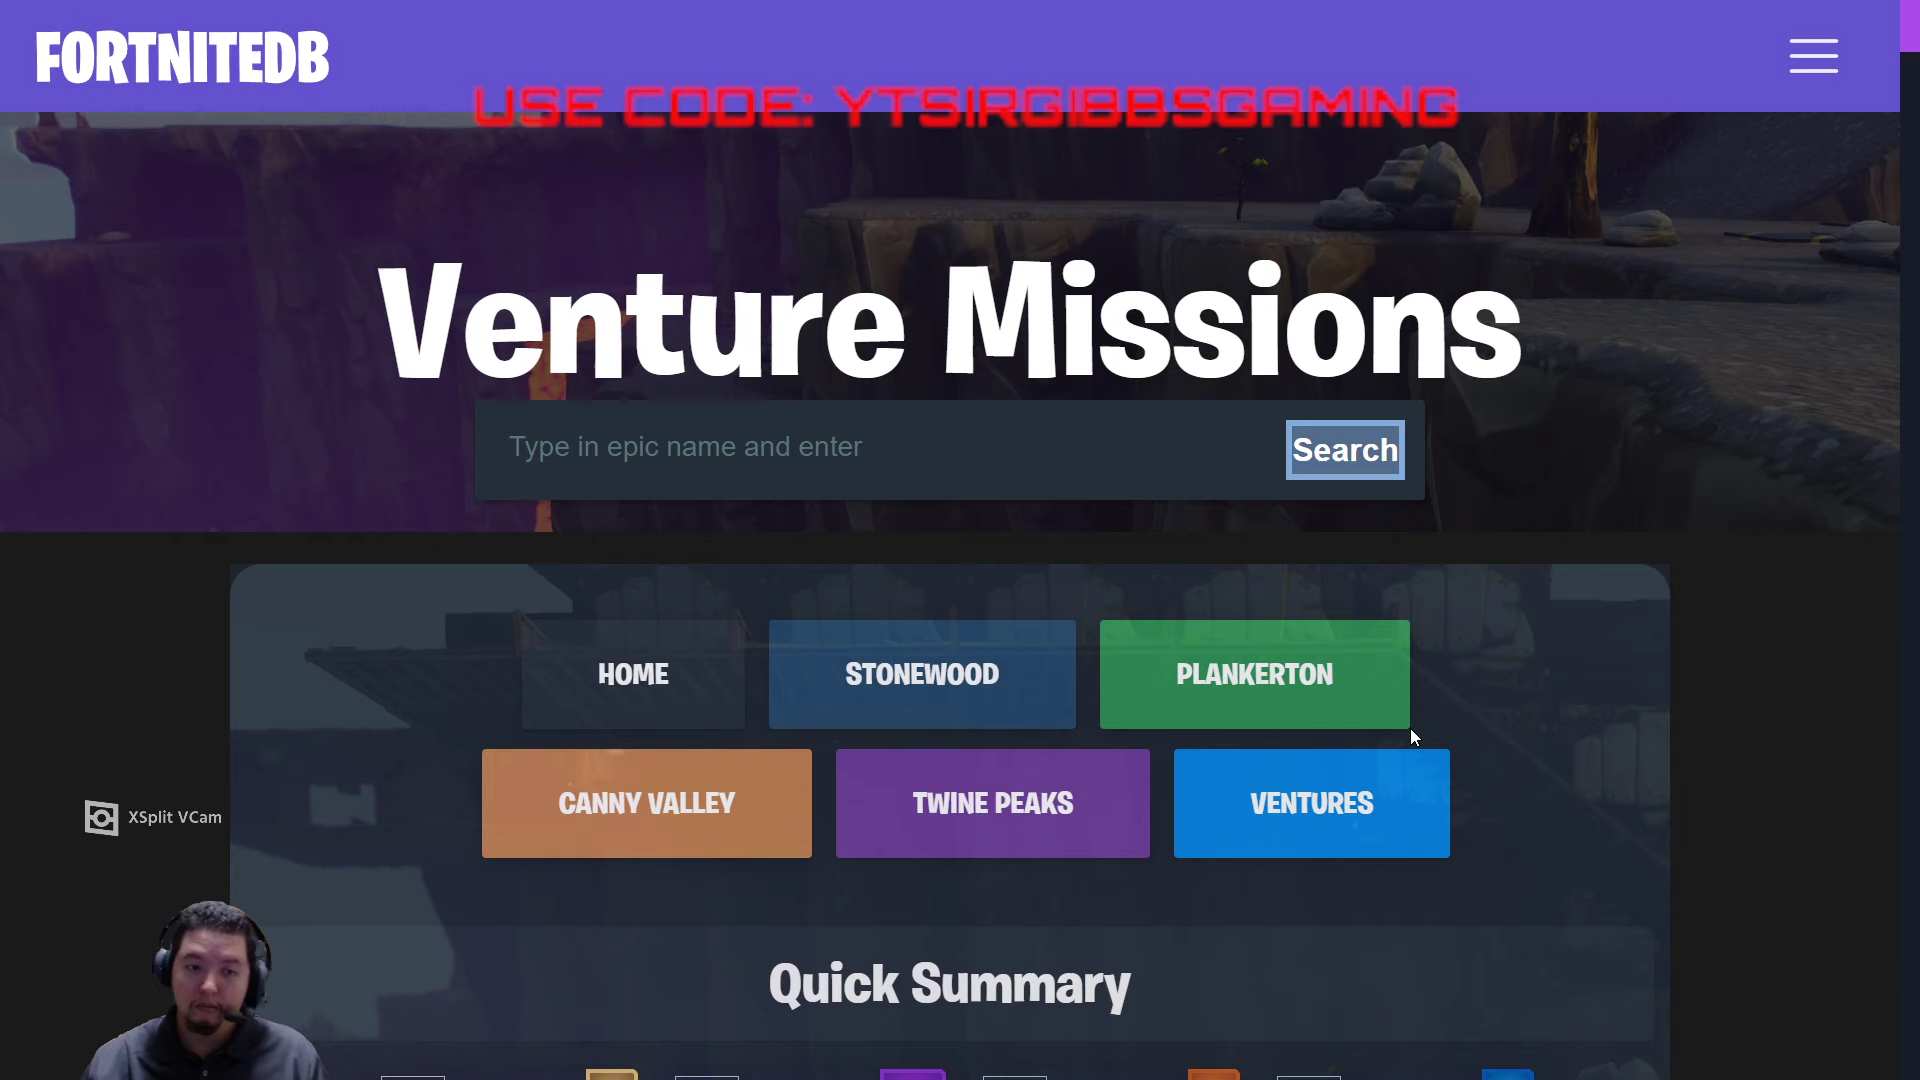 FORTNITEDB
USE CODE: YTSIRGIBBSGAMING
Venture Missions
Type in epic name and enter
Search
HOME
STONEWOOD
PLANKERTON
CANNY VALLEY
TWINE PEAKS
VENTURES
XSplit VCam
Quick Summary